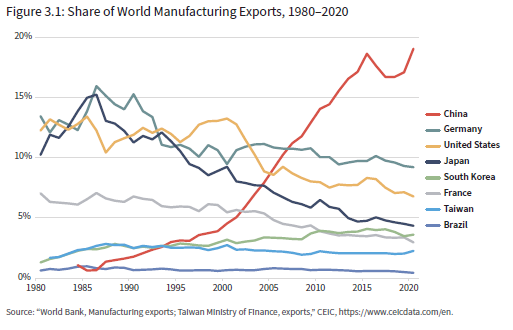 Figure 3.1: Share of World Manufacturing Exports, 1980–2020
20%
15%
10%
5%
0%
1980 1985 1990 1995 2000 2005 2010 2015 2020
China
Germany
United States
Japan
South Korea
France
Taiwan
Brazil
Source: “World Bank, Manufacturing exports; Taiwan Ministry of Finance, exports,” CEIC, https://www.ceicdata.com/en.